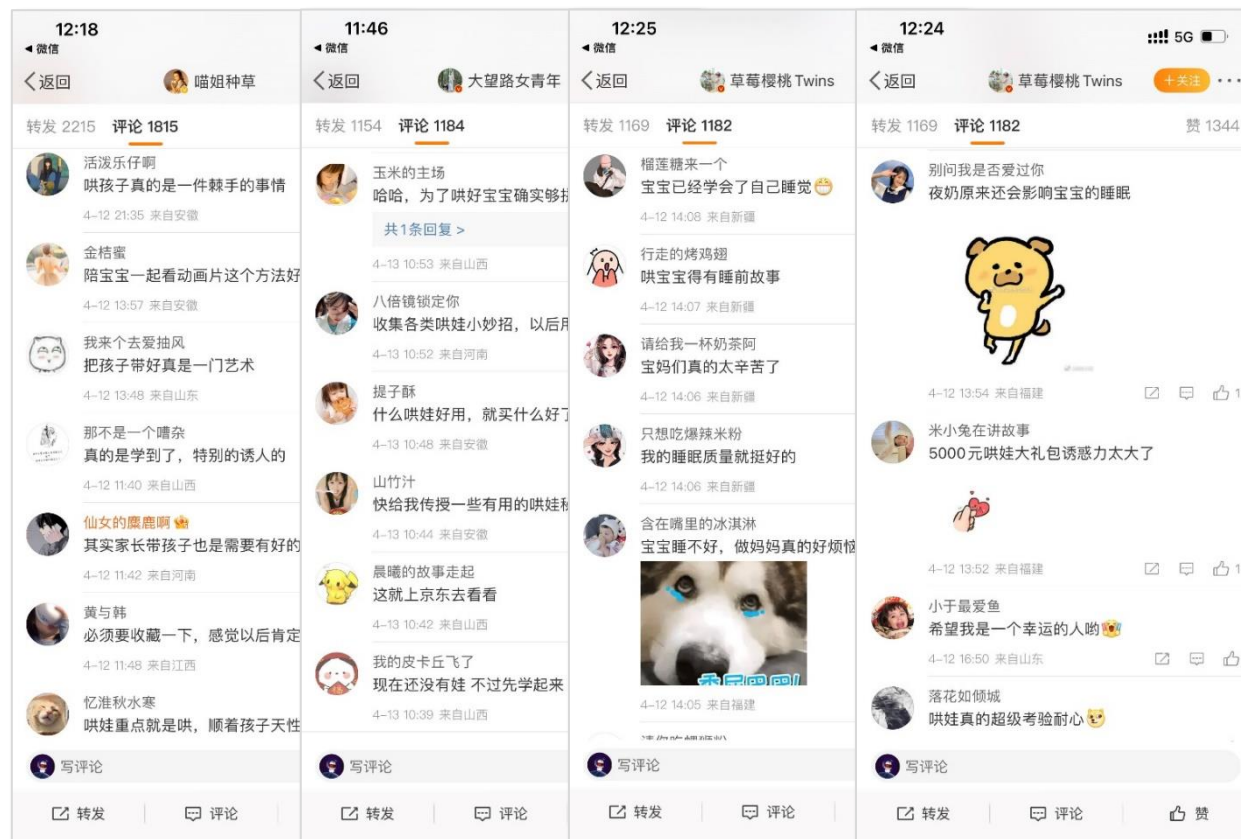 12:18
微信
返回
喵姐种草
转发 2215 评论 1815
活泼乐仔啊
哄孩子真的是一件棘手的事情
4-12 21:35 来自安徽
金桔蜜
陪宝宝一起看动画片这个方法好
4-12 13:57 来自安徽
我来个去爱抽风
把孩子带好真是一门艺术
4-12 13:48 来自山东
那不是一个嘈杂
真的是学到了，特别的诱人的
4-12 11:40 来自山西
仙女的麋鹿啊
其实家长带孩子也是需要有好的
4-12 11:42 来自河南
黄与韩
必须要收藏一下，感觉以后肯定
4-12 11:48 来自江西
忆淮秋水寒
哄娃重点就是哄，顺着孩子天性
写评论
转发 评论
11:46
微信
返回
大望路女青年
转发 1154 评论 1184
玉米的主场
哈哈，为了哄好宝宝确实够
共1条回复 >
4-13 10:53 来自山西
八倍镜锁定你
收集各类哄娃小妙招，以后
4-13 10:52 来自河南
提子酥
什么哄娃好用，就买什么好
4-13 10:48 来自安徽
山竹汁
快给我传授一些有用的哄娃
4-13 10:44 来自安徽
晨曦的故事走起
这就上京东去看看
4-13 10:42 来自山西
我的皮卡丘飞了
现在还没有娃 不过先学起来
4-13 10:39 来自山西
写评论
转发 评论
12:25
微信
返回
草莓樱桃 Twins
转发 1169 评论 1182
榴莲糖来一个
宝宝已经学会了自己睡觉
4-12 14:08 来自新疆
行走的烤鸡翅
哄宝宝得有睡前故事
4-12 14:07 来自新疆
请给我一杯奶茶阿
宝妈们真的太辛苦了
4-12 14:06 来自新疆
只想吃爆辣米粉
我的睡眠质量就挺好的
4-12 14:06 来自新疆
含在嘴里的冰淇淋
宝宝睡不好，做妈妈真的好烦恼
4-12 14:05 来自福建
写评论
转发 评论
12:24
5G
微信
返回
草莓樱桃 Twins
+关注
转发 1169 评论 1182 赞 1344
别问我是否爱过你
夜奶原来还会影响宝宝的睡眠
4-12 13:54 来自福建 1
米小兔在讲故事
5000元哄娃大礼包诱惑力太大了
4-12 13:52 来自福建 1
小于最爱鱼
希望我是一个幸运的人哟
4-12 16:50 来自山东
落花如倾城
哄娃真的超级考验耐心
写评论
转发 评论 赞